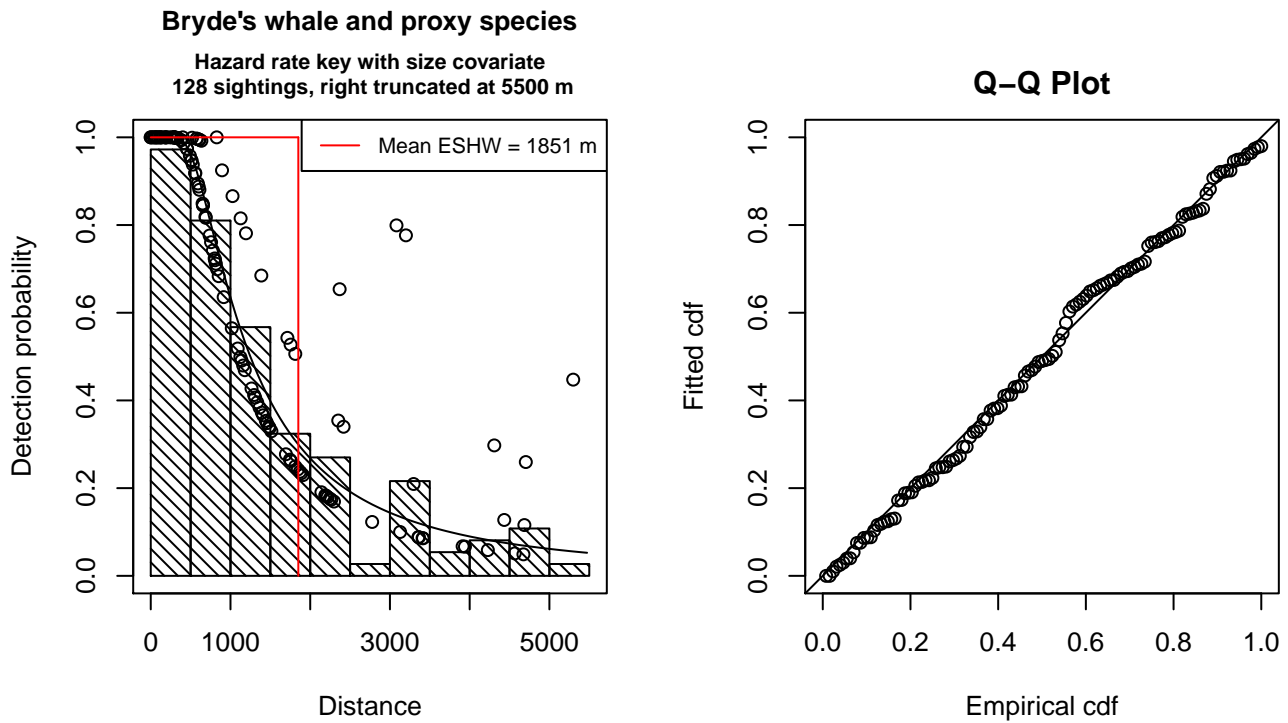 Bryde's whale and proxy species
Hazard rate key with size covariate
128 sightings, right truncated at 5500 m
Mean ESHW = 1851 m
Detection probability
1.0
0.8
0.6
0.4
0.2
0.0
0 1000 3000 5000
Distance
Q−Q Plot
Fitted cdf
1.0
0.8
0.6
0.4
0.2
0.0
0.0 0.2 0.4 0.6 0.8 1.0
Empirical cdf